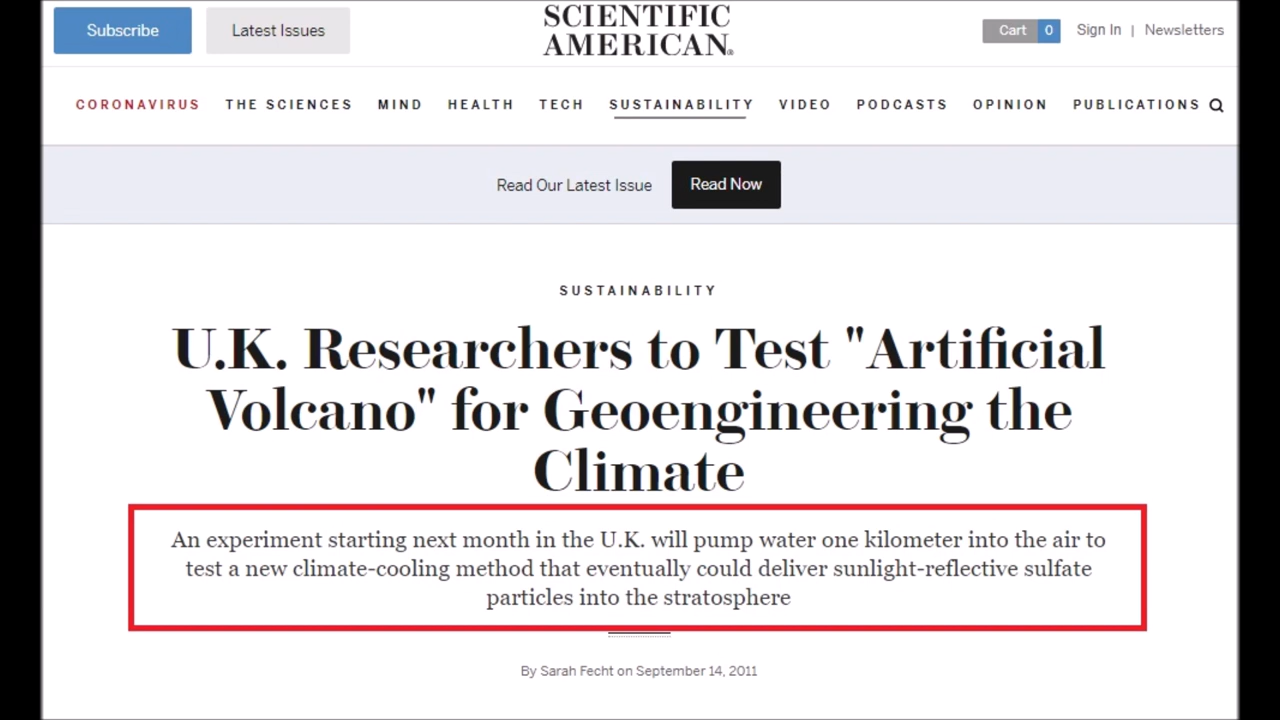 Subscribe
Latest Issues
SCIENTIFIC
AMERICAN®
Cart 0
Sign In | Newsletters
CORONAVIRUS THE SCIENCES MIND HEALTH TECH SUSTAINABILITY VIDEO PODCASTS OPINION PUBLICATIONS
Read Our Latest Issue
Read Now
SUSTAINABILITY
U.K. Researchers to Test "Artificial
Volcano" for Geoengineering the
Climate
An experiment starting next month in the U.K. will pump water one kilometer into the air to
test a new climate-cooling method that eventually could deliver sunlight-reflective sulfate
particles into the stratosphere
By Sarah Fecht on September 14, 2011